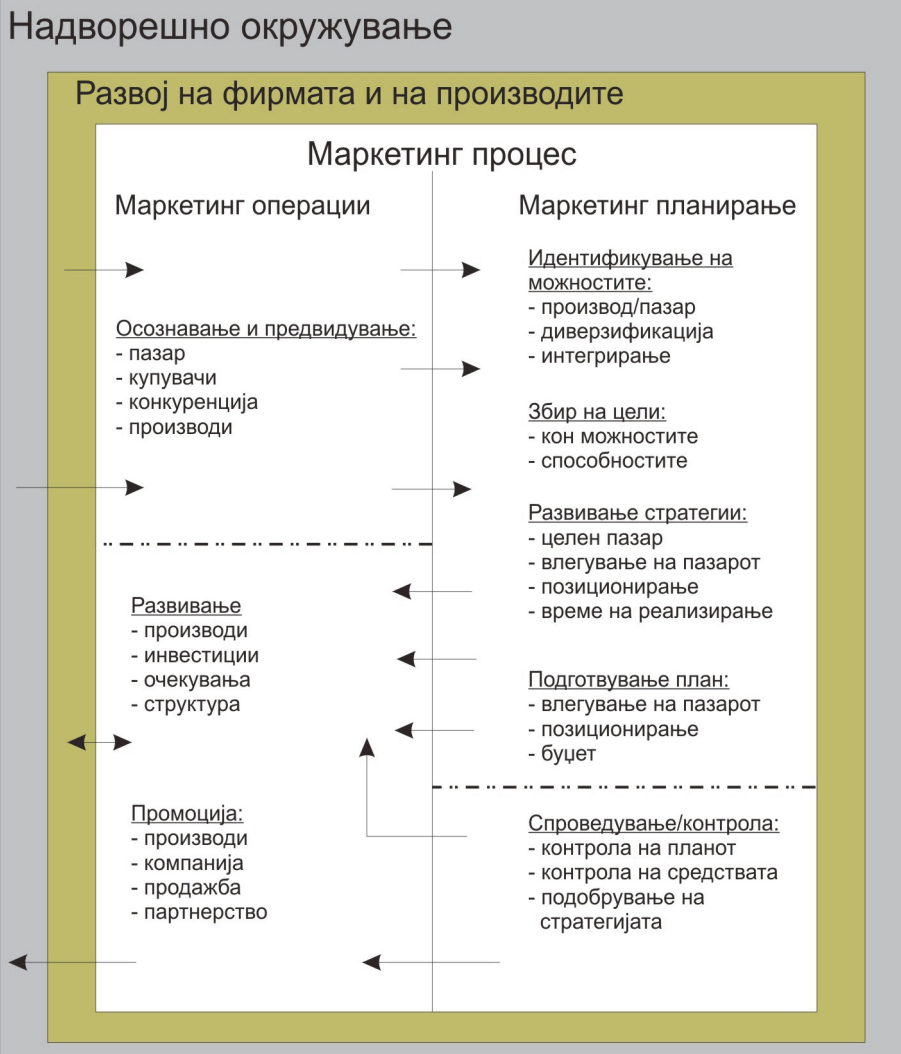 Надворешно окружување
Развој на фирмата и на производите
Маркетинг процес
Маркетинг операции
Осознавање и предвидување:
- пазар
- купувачи
- конкуренција
- производи
Развивање
- производи
- инвестиции
- очекувања
- структура
Промоција:
- производи
- компанија
- продажба
- партнерство
Маркетинг планирање
Идентификување на
можностите:
- производ/пазар
- диверзификација
- интегрирање
Збир на цели:
- кон можностите
- способностите
Развивање стратегии:
- целен пазар
- влегување на пазарот
- позиционирање
- време на реализирање
Подготвување план:
- влегување на пазарот
- позиционирање
- буџет
Спроведување/контрола:
- контрола на планот
- контрола на средствата
- подобрување на
стратегијата